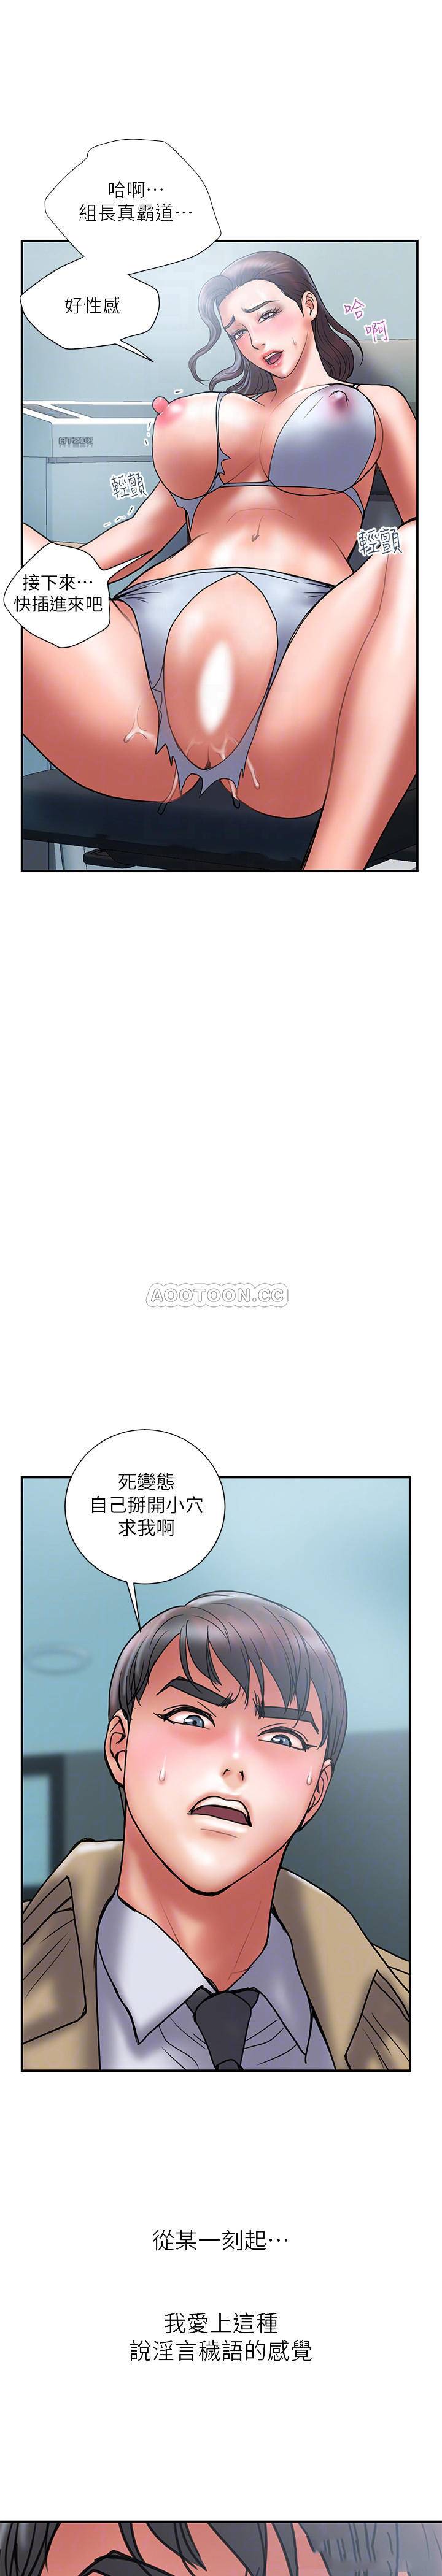 哈啊…
組長真霸道…
好性感
哈
啊
輕顫
輕顫
接下來…
快插進來吧
AOOTOON.CC
死變態
自己掰開小穴
求我啊
從某一刻起…
我愛上這種
說淫言穢語的感覺